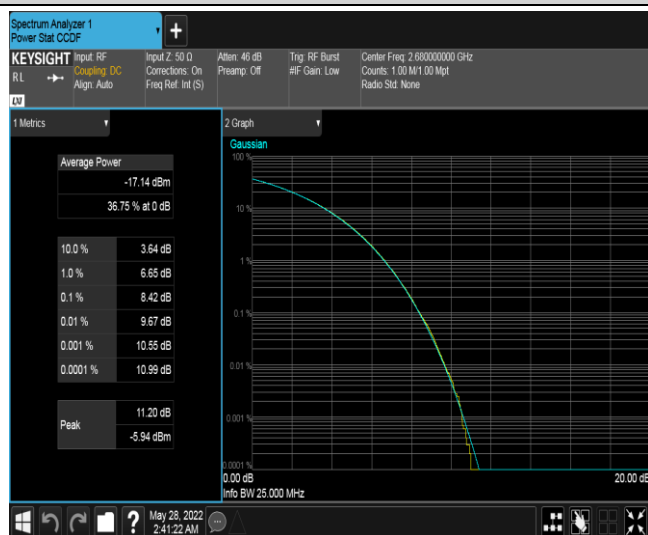 Spectrum Analyzer 1
Power Stat CCDF
KEYSIGHT
RL
LXI
Input: RF
Coupling: DC
Align: Auto
Input Z: 50 Ω
Corrections: On
Freq Ref: Int (S)
Atten: 46 dB
Preamp: Off
Trig: RF Burst
#IF Gain: Low
Center Freq: 2.680000000 GHz
Counts: 1.00 M/1.00 Mpt
Radio Std: None
1 Metrics
Average Power
-17.14 dBm
36.75 % at 0 dB
10.0 % 3.64 dB
1.0 % 6.65 dB
0.1 % 8.42 dB
0.01 % 9.67 dB
0.001 % 10.55 dB
0.0001 % 10.99 dB
Peak
11.20 dB
-5.94 dBm
2 Graph
Gaussian
100 %
10 %
1 %
0.1 %
0.01 %
0.001 %
0.0001 %
0.00 dB
20.00 dB
Info BW 25.000 MHz
?
May 28, 2022
2:41:22 AM